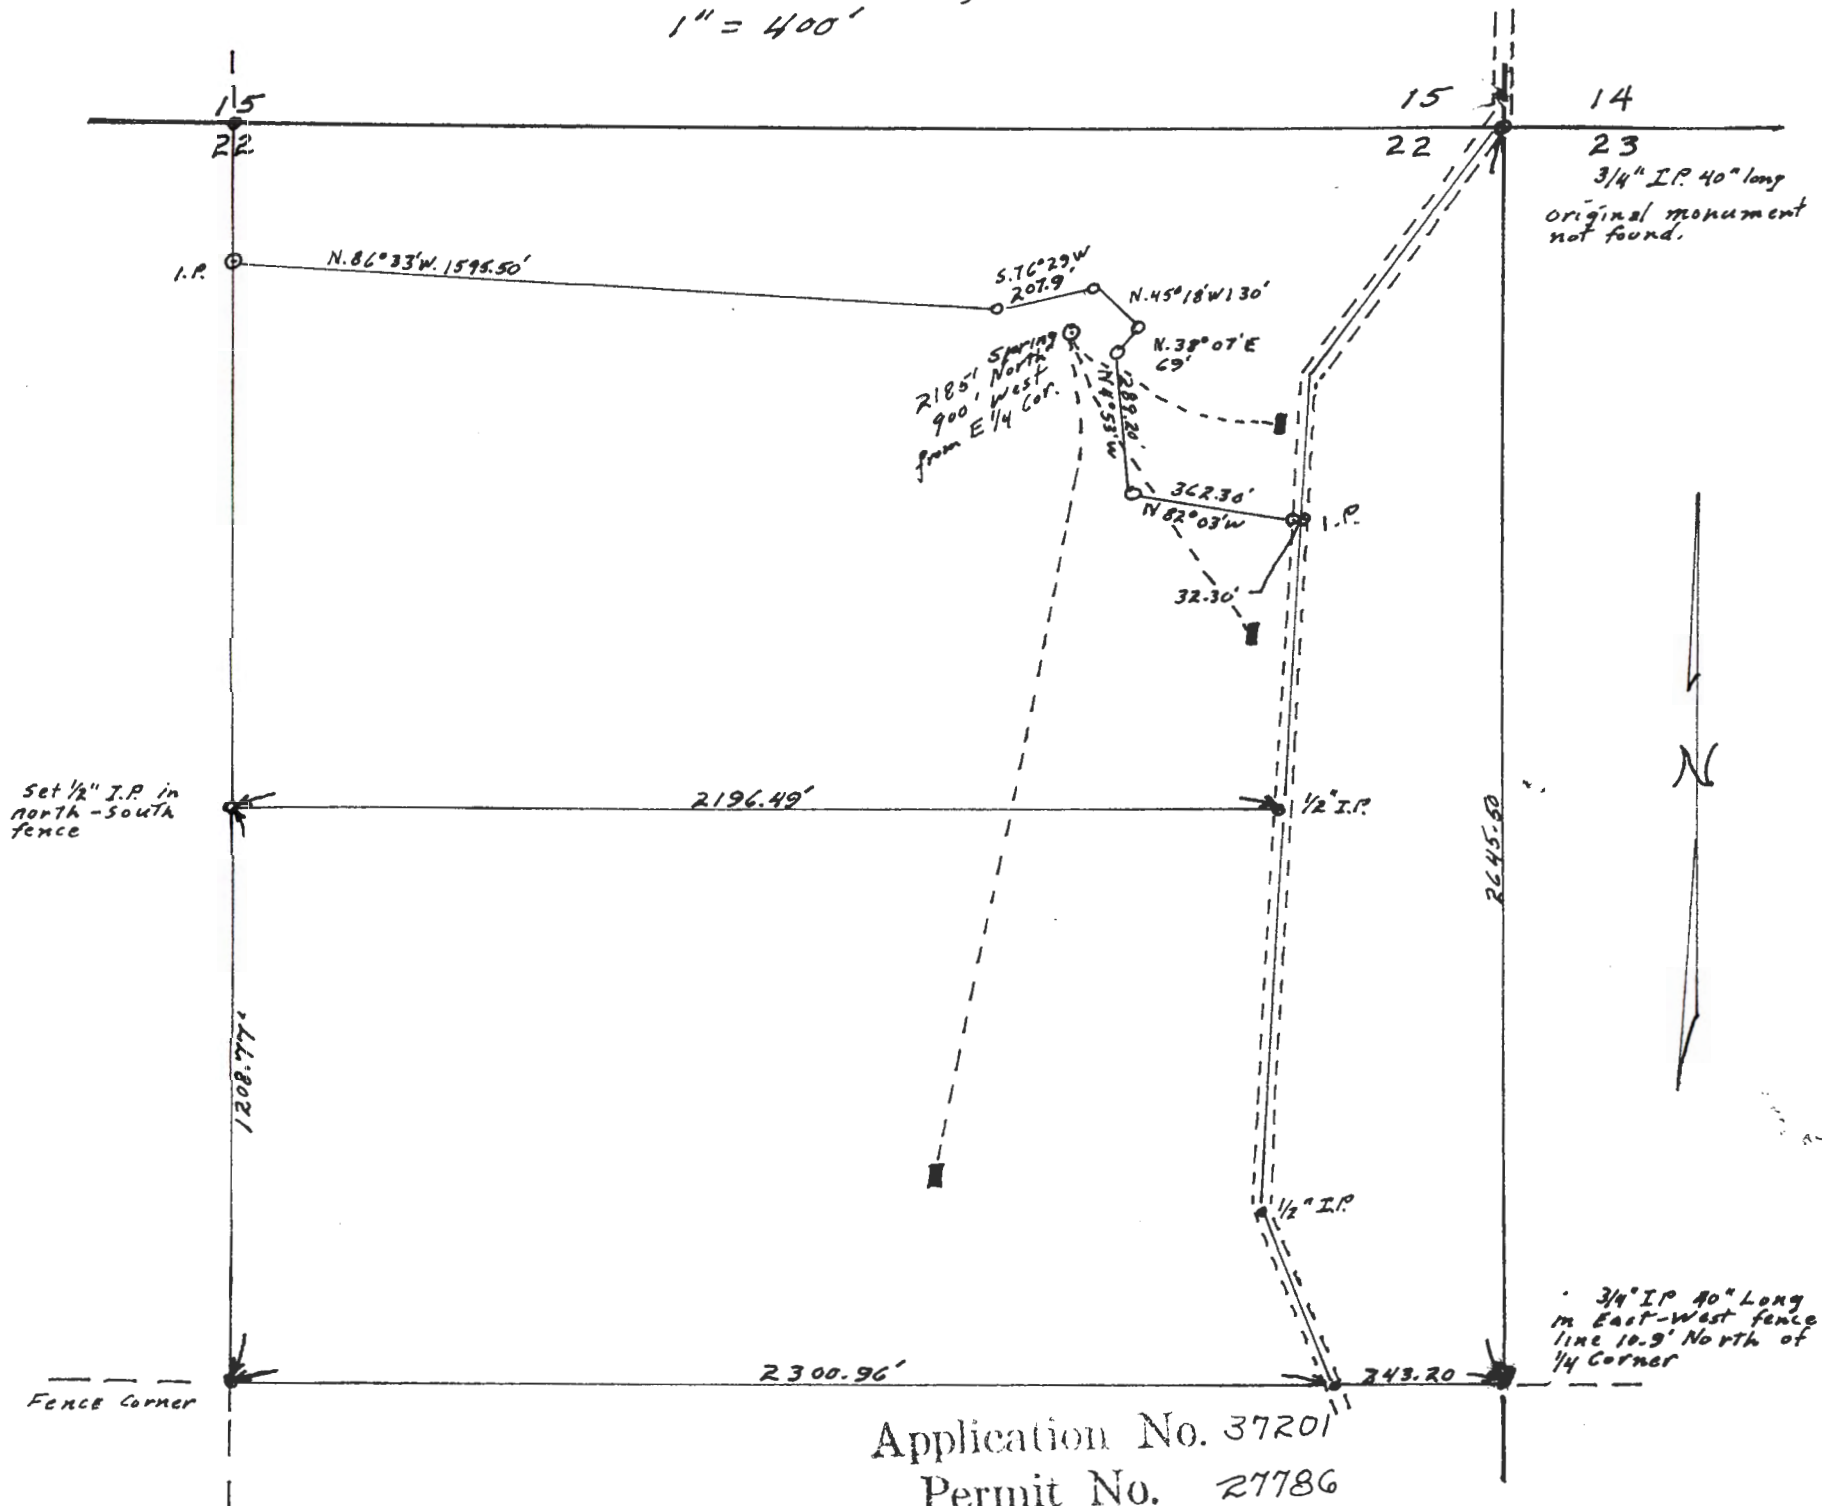 1" = 400'
15
22
15
14
22
23
3/4" I.P. 40" long
original monument
not found.
I.P.
N.86°33'W. 1595.50'
S.76°29'W
207.9'
N.45°18'W 130'
N.38°07'E
69'
Spring
2185' North
900' West
from E 1/4 Cor.
289.20'
N4°53'W
362.30'
N82°03'W
I.P.
32.30'
Set 1/2" I.P. in
north-south
fence
2196.49'
1/2" I.P.
2645.50
1208.77'
1/2" I.P.
3/4" I.P. 40" Long
in East-West fence
line 10.9' North of
1/4 Corner
Fence Corner
2300.96'
343.20
Application No. 37201
Permit No. 27786